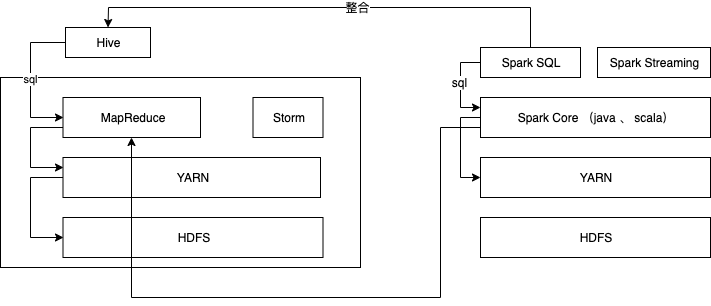 整合
Hive
Spark SQL
Spark Streaming
sql
sql
MapReduce
Storm
Spark Core （java 、 scala）
YARN
YARN
HDFS
HDFS